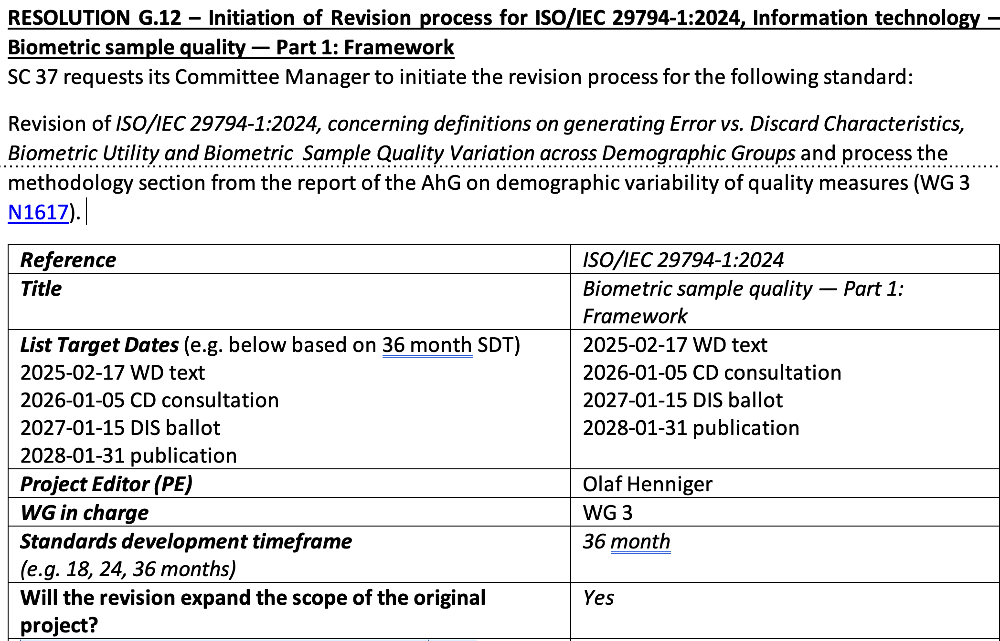 RESOLUTION G.12 – Initiation of Revision process for ISO/IEC 29794-1:2024, Information technology —
Biometric sample quality — Part 1: Framework
SC 37 requests its Committee Manager to initiate the revision process for the following standard:
Revision of ISO/IEC 29794-1:2024, concerning definitions on generating Error vs. Discard Characteristics,
Biometric Utility and Biometric  Sample Quality Variation across Demographic Groups and process the
methodology section from the report of the AhG on demographic variability of quality measures (WG 3
N1617).
Reference
ISO/IEC 29794-1:2024
Title
Biometric sample quality — Part 1:
Framework
List Target Dates (e.g. below based on 36 month SDT)
2025-02-17 WD text
2026-01-05 CD consultation
2027-01-15 DIS ballot
2028-01-31 publication
2025-02-17 WD text
2026-01-05 CD consultation
2027-01-15 DIS ballot
2028-01-31 publication
Project Editor (PE)
Olaf Henniger
WG in charge
WG 3
Standards development timeframe
(e.g. 18, 24, 36 months)
36 month
Will the revision expand the scope of the original
project?
Yes